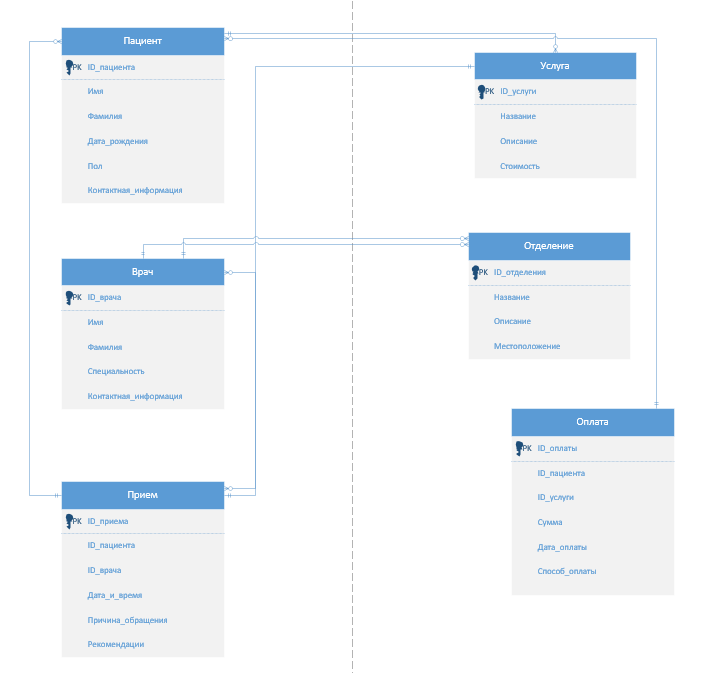 Пациент
PK ID_пациента
Имя
Фамилия
Дата_рождения
Пол
Контактная_информация
Услуга
PK ID_услуги
Название
Описание
Стоимость
Врач
PK ID_врача
Имя
Фамилия
Специальность
Контактная_информация
Отделение
PK ID_отделения
Название
Описание
Местоположение
Прием
PK ID_приема
ID_пациента
ID_врача
Дата_и_время
Причина_обращения
Рекомендации
Оплата
PK ID_оплаты
ID_пациента
ID_услуги
Сумма
Дата_оплаты
Способ_оплаты